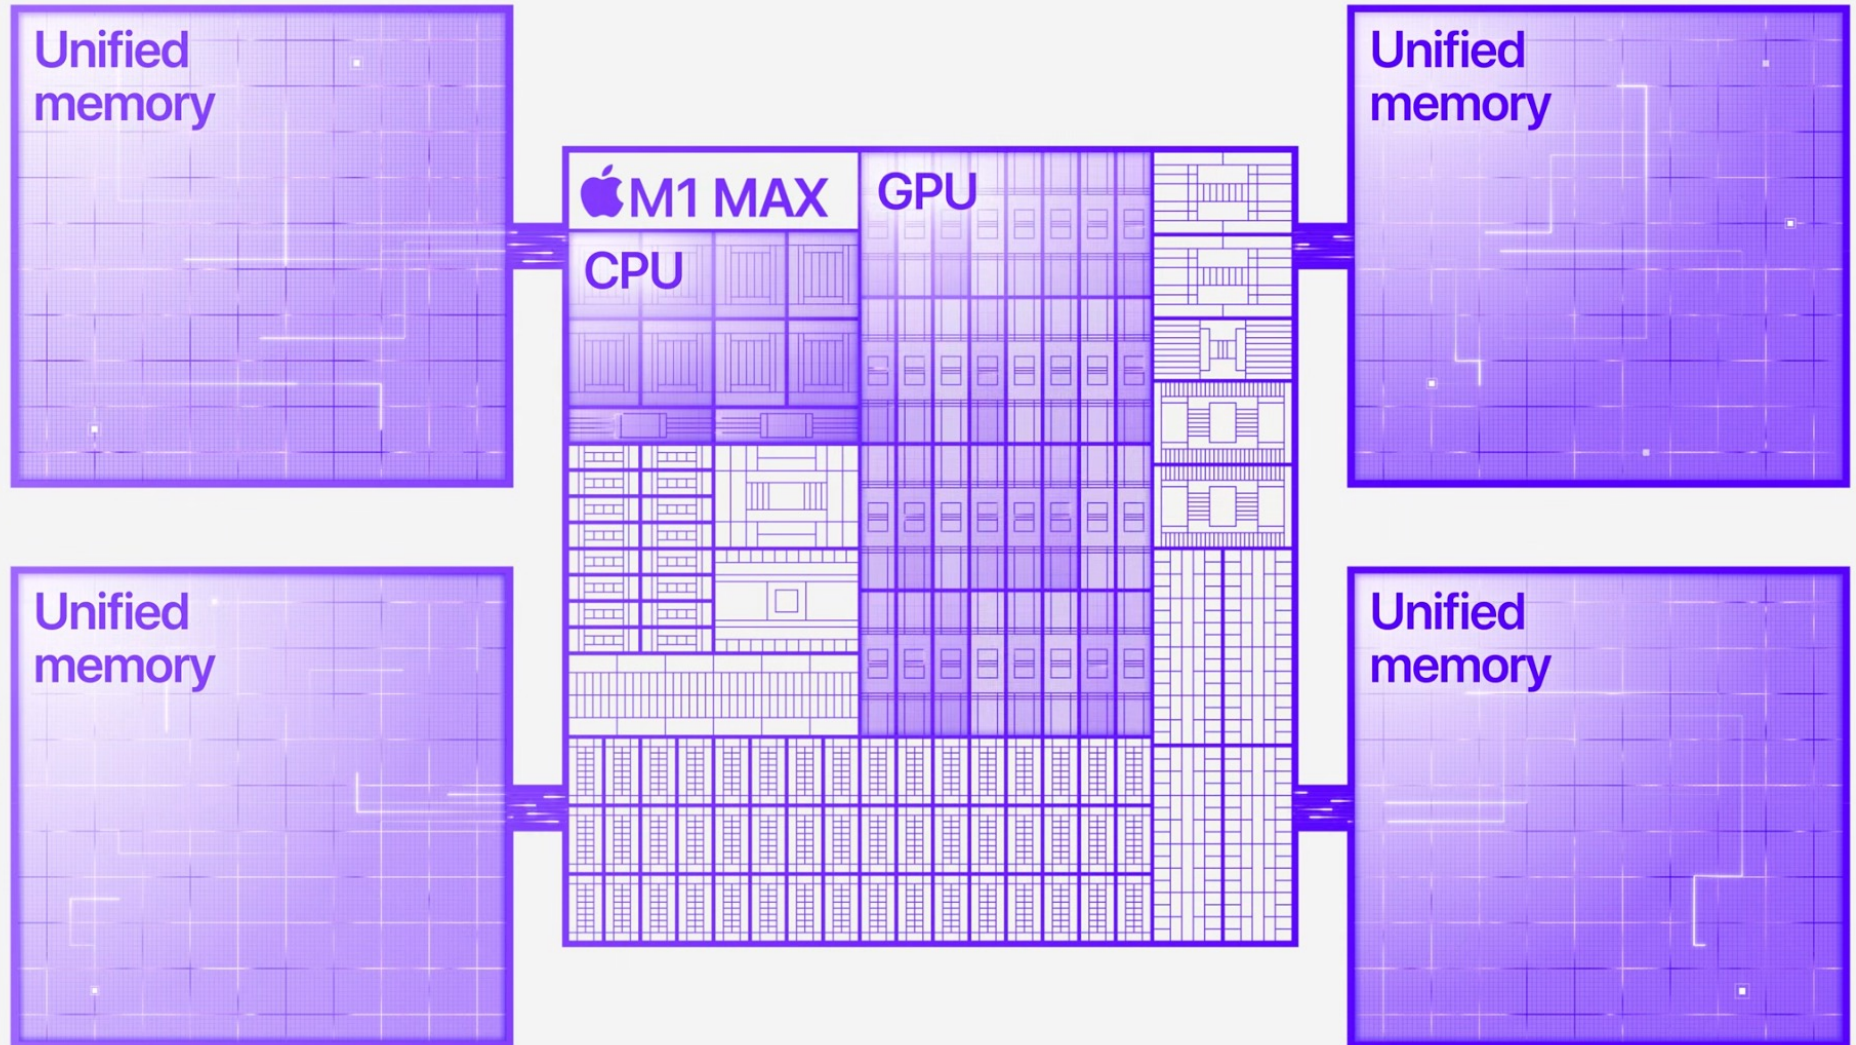 Unified
memory
Unified
memory
M1 MAX
GPU
CPU
Unified
memory
Unified
memory